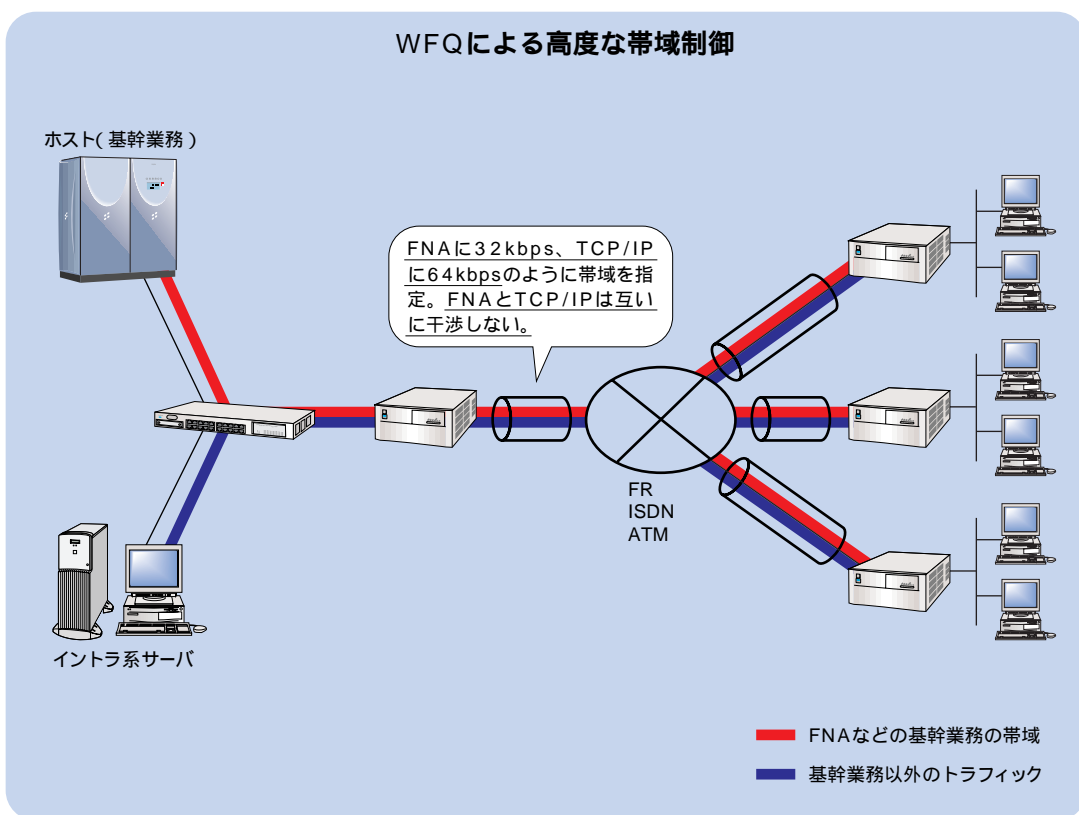 WFQによる高度な帯域制御
ホスト(基幹業務)
FNAに32kbps、TCP/IP
に64kbpsのように帯域を指
定。FNAとTCP/IPは互い
に干渉しない。
FR
ISDN
ATM
イントラ系サーバ
FNAなどの基幹業務の帯域
基幹業務以外のトラフィック